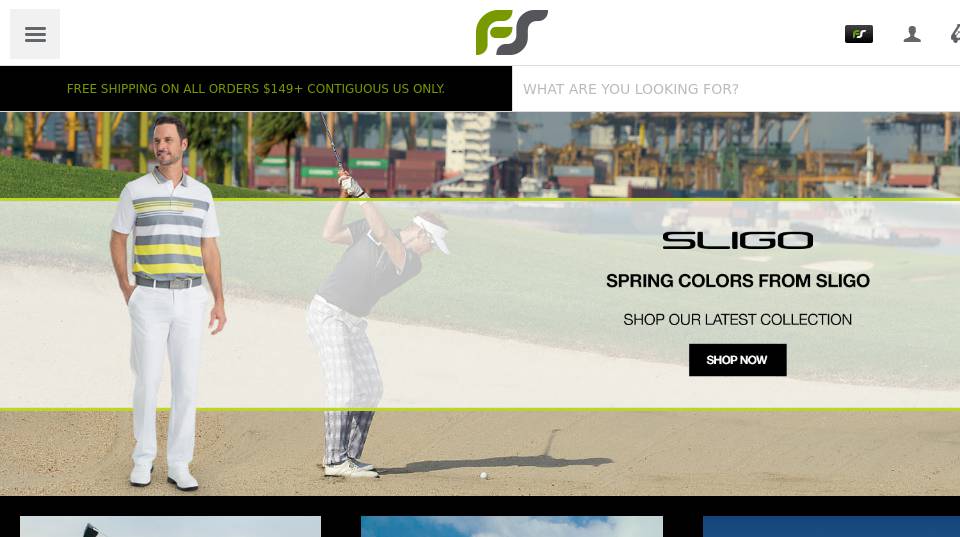 FS
FS
FREE SHIPPING ON ALL ORDERS $149+ CONTIGUOUS US ONLY.
WHAT ARE YOU LOOKING FOR?
SLIGO
SPRING COLORS FROM SLIGO
SHOP OUR LATEST COLLECTION
SHOP NOW